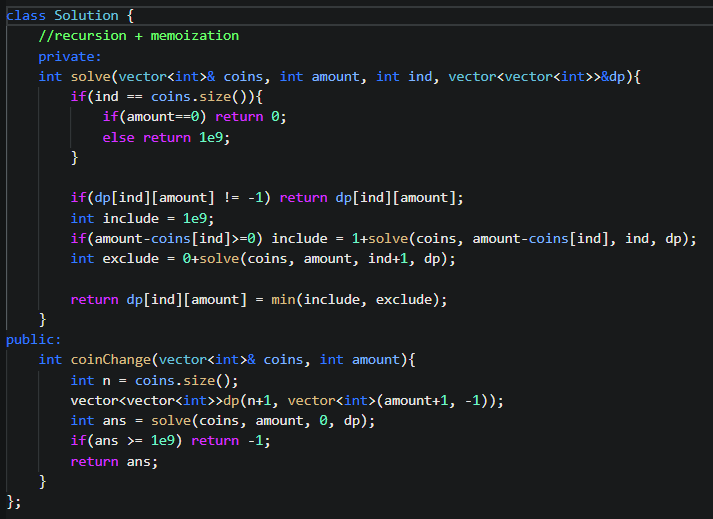 class Solution {
    //recursion + memoization
    private:
    int solve(vector<int>& coins, int amount, int ind, vector<vector<int>>&dp){
        if(ind == coins.size()){
            if(amount==0) return 0;
            else return 1e9;
        }

        if(dp[ind][amount] != -1) return dp[ind][amount];
        int include = 1e9;
        if(amount-coins[ind]>=0) include = 1+solve(coins, amount-coins[ind], ind, dp);
        int exclude = 0+solve(coins, amount, ind+1, dp);

        return dp[ind][amount] = min(include, exclude);
    }
public:
    int coinChange(vector<int>& coins, int amount){
        int n = coins.size();
        vector<vector<int>>dp(n+1, vector<int>(amount+1, -1));
        int ans = solve(coins, amount, 0, dp);
        if(ans >= 1e9) return -1;
        return ans;
    }
};